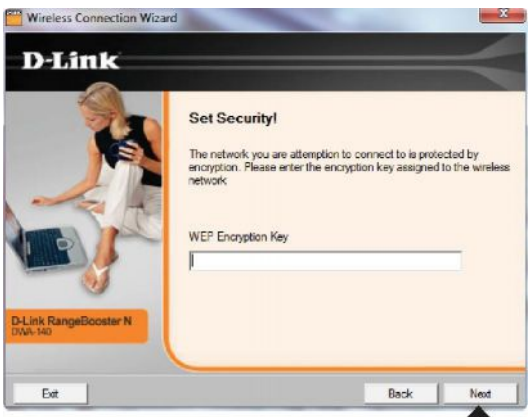 Wireless Connection Wizard
D-Link
Set Security!
The network you are attemption to connect to is protected by
encryption. Please enter the encryption key assigned to the wireless
network
WEP Encryption Key
D-Link RangeBooster N
DWA-140
Exit
Back
Next